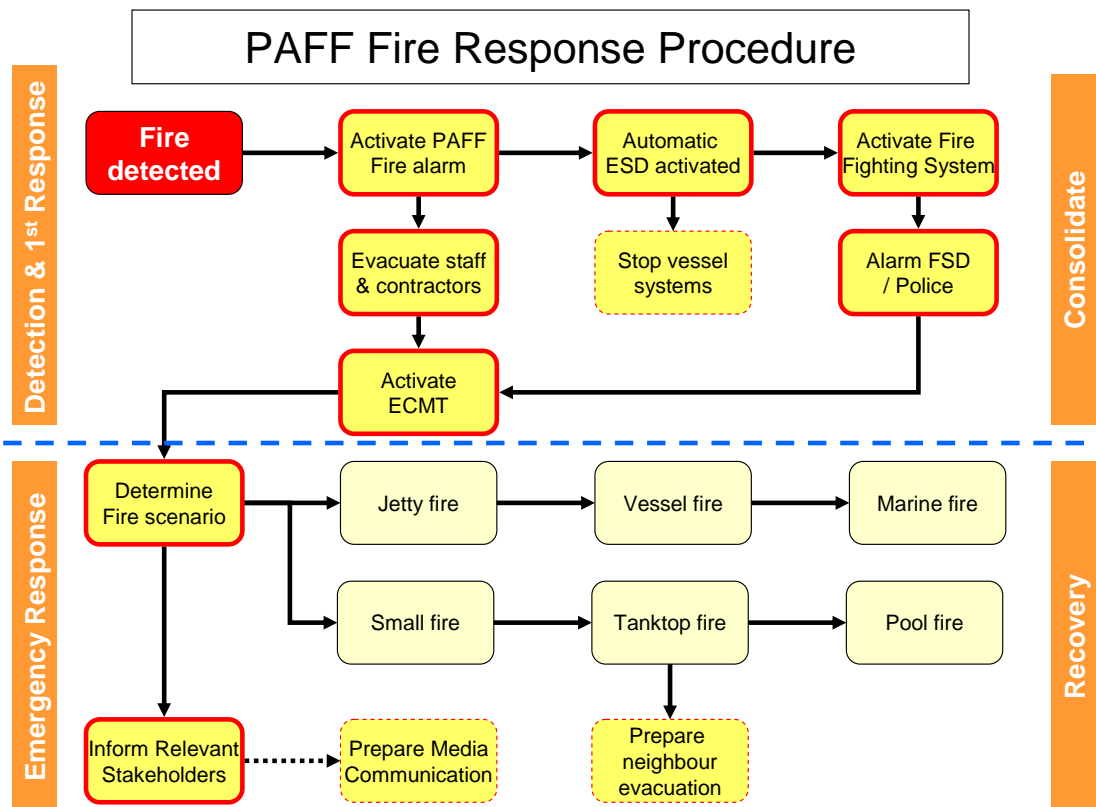 PAFF Fire Response Procedure
Detection & 1st Response
Consolidate
Fire
detected
Activate PAFF
Fire alarm
Automatic
ESD activated
Activate Fire
Fighting System
Evacuate staff
& contractors
Stop vessel
systems
Alarm FSD
/ Police
Activate
ECMT
Emergency Response
Recovery
Determine
Fire scenario
Jetty fire
Vessel fire
Marine fire
Small fire
Tanktop fire
Pool fire
Inform Relevant
Stakeholders
Prepare Media
Communication
Prepare
neighbour
evacuation